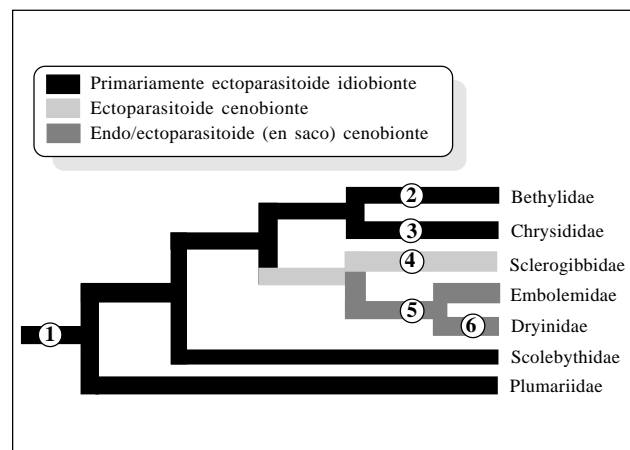 Primariamente ectoparasitoide idiobionte
Ectoparasitoide cenobionte
Endo/ectoparasitoide (en saco) cenobionte
2 Bethylidae
3 Chrysididae
4 Sclerogibbidae
Embolemidae
5
6 Dryinidae
1
Scolebythidae
Plumariidae